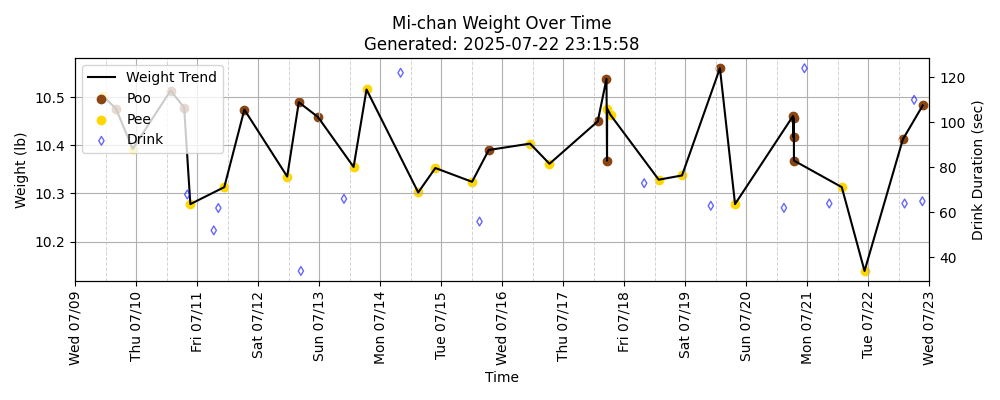 Mi-chan Weight Over Time
Generated: 2025-07-22 23:15:58
Weight Trend
Poo
Pee
Drink
Weight (lb)
10.5
10.4
10.3
10.2
120
100
80
60
40
Drink Duration (sec)
Wed 07/09
Thu 07/10
Fri 07/11
Sat 07/12
Sun 07/13
Mon 07/14
Tue 07/15
Wed 07/16
Thu 07/17
Fri 07/18
Sat 07/19
Sun 07/20
Mon 07/21
Tue 07/22
Wed 07/23
Time